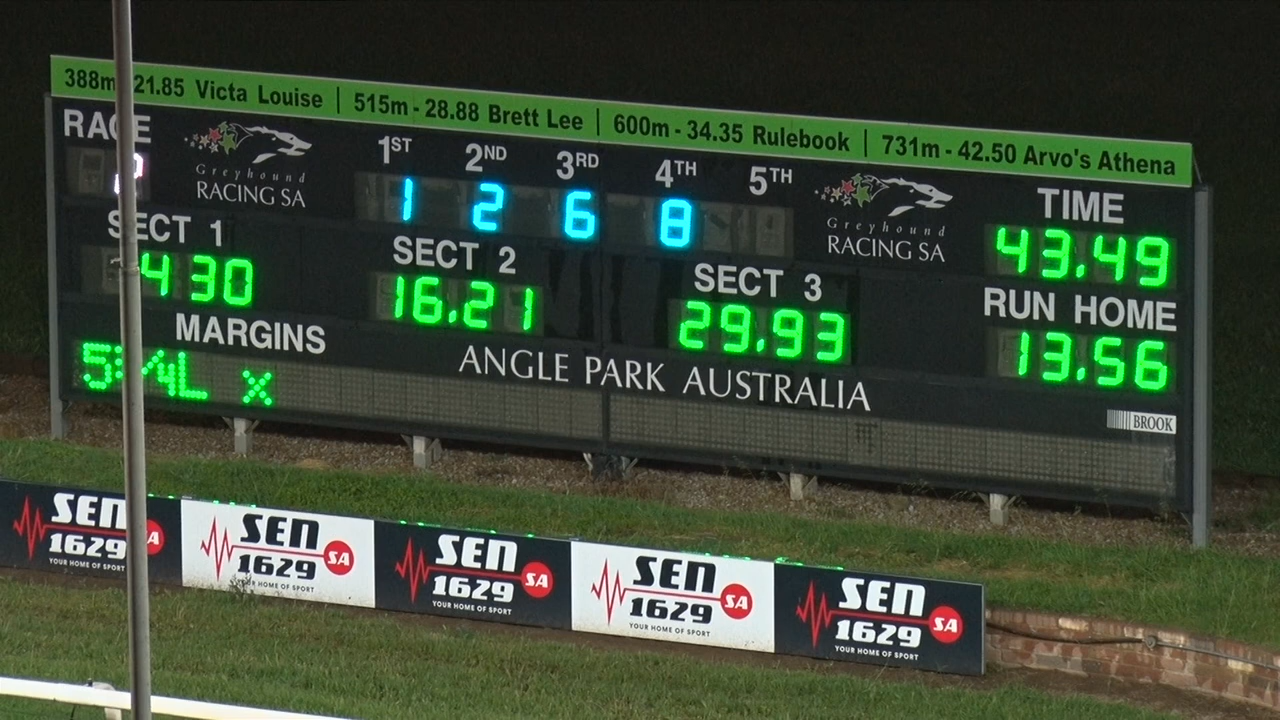 388m 21.85 Victa Louise | 515m - 28.88 Brett Lee | 600m - 34.35 Rulebook | 731m - 42.50 Arvo's Athena
RACE
Greyhound
RACING SA
1ST 2ND 3RD 4TH 5TH
1 2 6 8
Greyhound
RACING SA
TIME
43.49
SECT 1
4 30
SECT 2
16.21
SECT 3
29.93
RUN HOME
13.56
MARGINS
L x
ANGLE PARK AUSTRALIA
BROOK
SEN
1629
SA
SEN
1629
SA
YOUR HOME OF SPORT
SEN
1629
SA
YOUR HOME OF SPORT
SEN
1629
SA
YOUR HOME OF SPORT
SEN
1629
SA
YOUR HOME OF SPORT